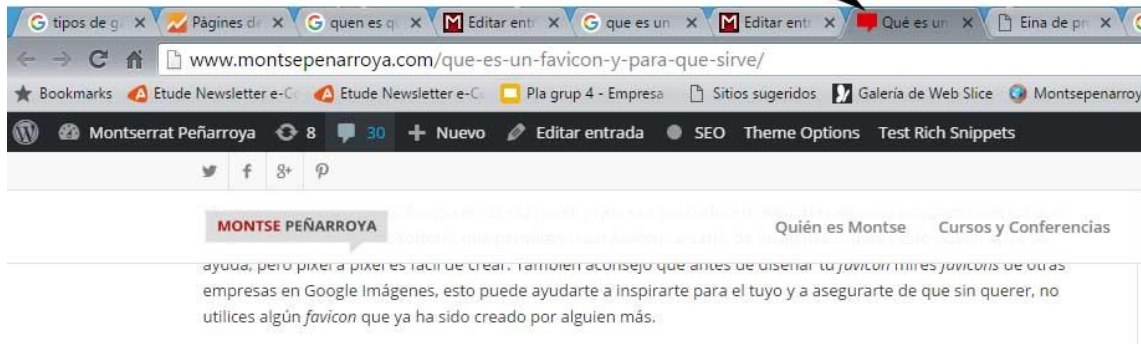 tipos de g
Pàgines de
quen es q
Editar entr
que es un
Editar entr
Qué es un
Eina de pr
www.montsepenarroya.com/que-es-un-favicon-y-para-que-sirve/
Bookmarks Etude Newsletter e-C Etude Newsletter e-C Pla grup 4 - Empresa Sitios sugeridos Galería de Web Slice Montsepenarroy
Montserrat Peñarroya 8 30 + Nuevo Editar entrada SEO Theme Options Test Rich Snippets
MONTSE PEÑARROYA Quién es Montse Cursos y Conferencias
ayuda, pero píxel a píxel es fácil de crear. También aconsejo que antes de diseñar tu favicon mires favicons de otras
empresas en Google Imágenes, esto puede ayudarte a inspirarte para el tuyo y a asegurarte de que sin querer, no
utilices algún favicon que ya ha sido creado por alguien más.